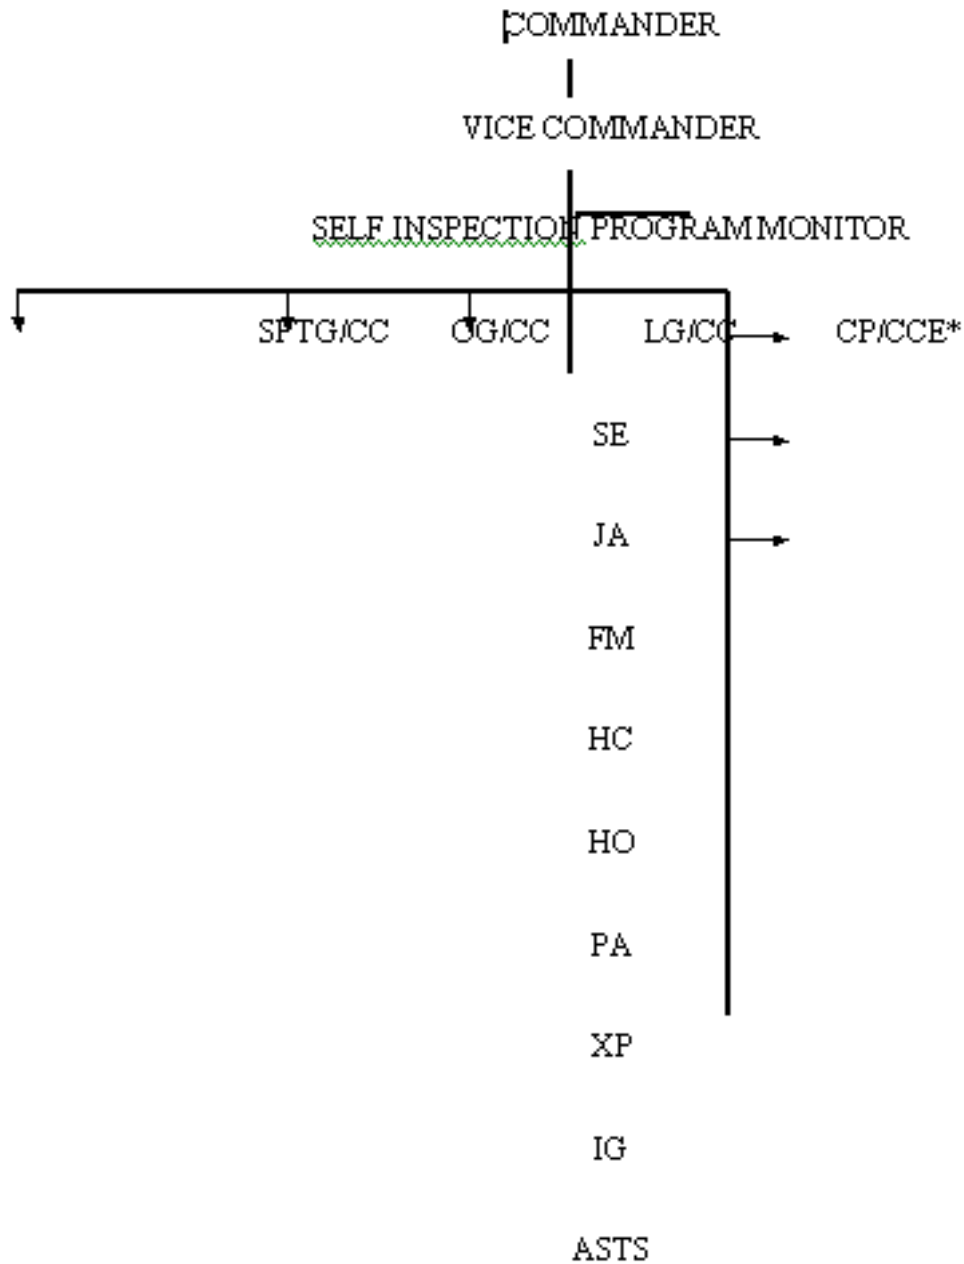 COMMANDER
VICE COMMANDER
SELF INSPECTION PROGRAM MONITOR
SPTG/CC OG/CC LG/CC CP/CCE*
SE
JA
FM
HC
HO
PA
XP
IG
ASTS